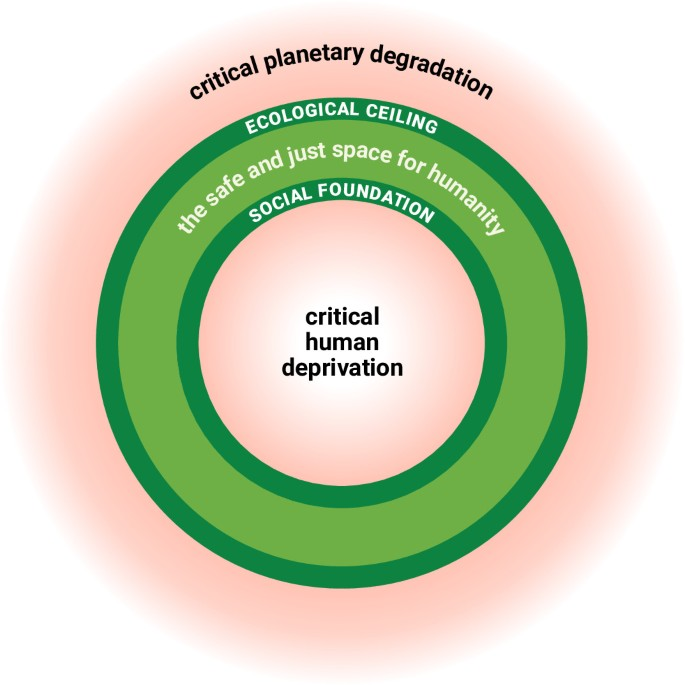 critical planetary degradation
ECOLOGICAL CEILING
the safe and just space for humanity
SOCIAL FOUNDATION
critical
human
deprivation